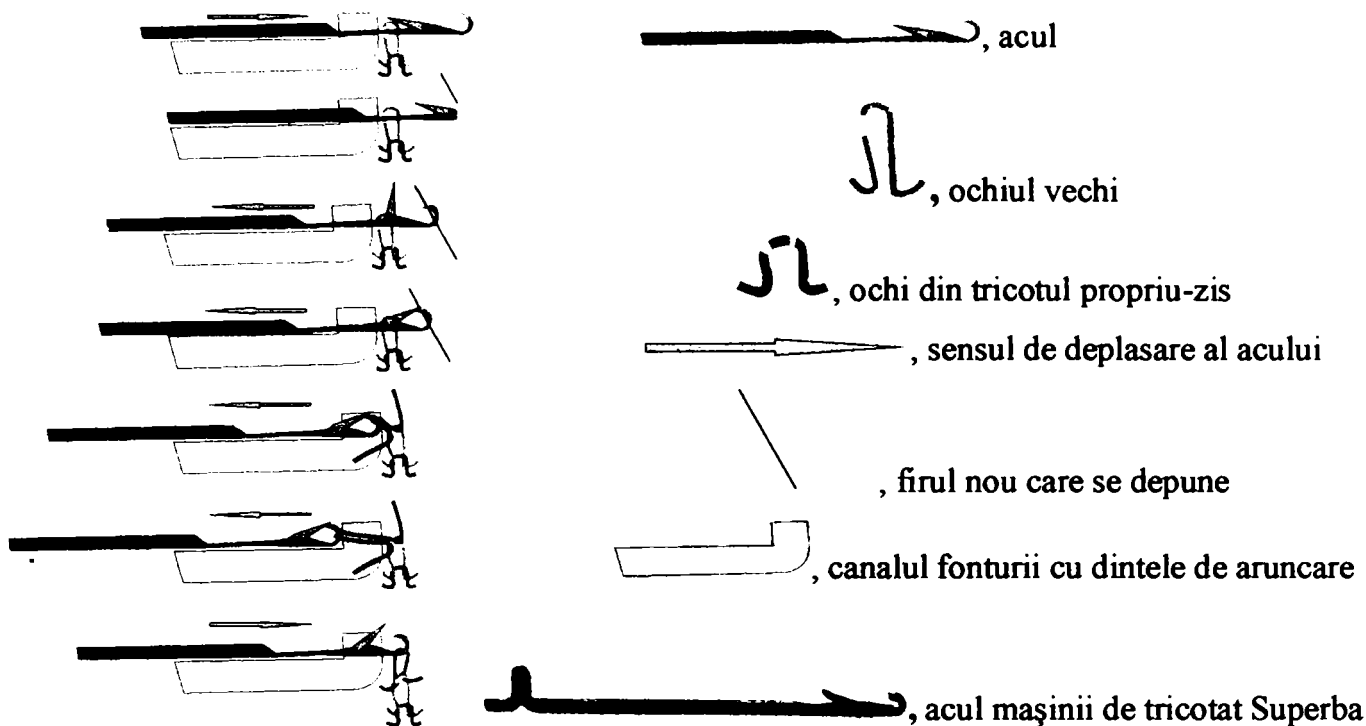 , acul
, ochiul vechi
, ochi din tricotul propriu-zis
, sensul de deplasare al acului
, firul nou care se depune
, canalul fonturii cu dintele de aruncare
, acul mașinii de tricotat Superba